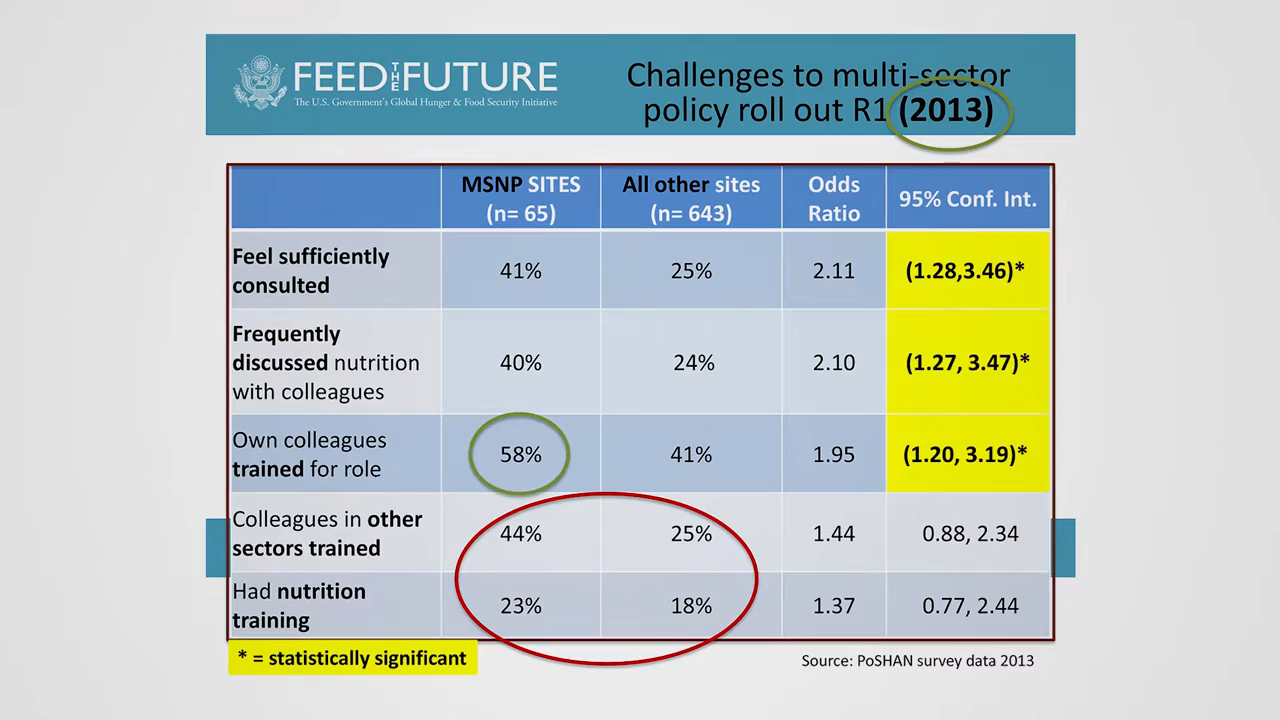 FEED THE FUTURE
The U.S. Government's Global Hunger & Food Security Initiative
Challenges to multi-sector
policy roll out R1 (2013)
MSNP SITES
(n= 65)
All other sites
(n= 643)
Odds
Ratio
95% Conf. Int.
Feel sufficiently
consulted
41%
25%
2.11
(1.28,3.46)*
Frequently
discussed nutrition
with colleagues
40%
24%
2.10
(1.27, 3.47)*
Own colleagues
trained for role
58%
41%
1.95
(1.20, 3.19)*
Colleagues in other
sectors trained
44%
25%
1.44
0.88, 2.34
Had nutrition
training
23%
18%
1.37
0.77, 2.44
* = statistically significant
Source: PoSHAN survey data 2013